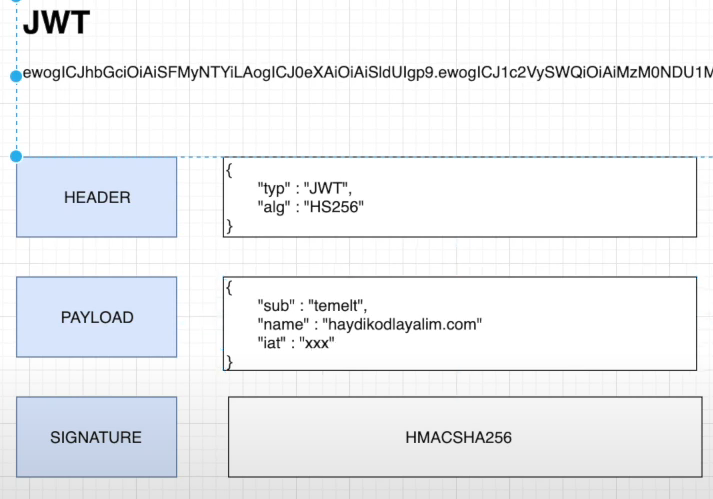 JWT
ewogICJhbGciOiAiSFMyNTYiLAogICJ0eXAiOiAiSldUIgp9.ewogICJ1c2VySWQiOiAiMzM0NDU1M
HEADER
{
"typ" : "JWT",
"alg" : "HS256"
}
PAYLOAD
{
"sub" : "temelt",
"name" : "haydikodlayalim.com"
"iat" : "xxx"
}
SIGNATURE
HMACSHA256